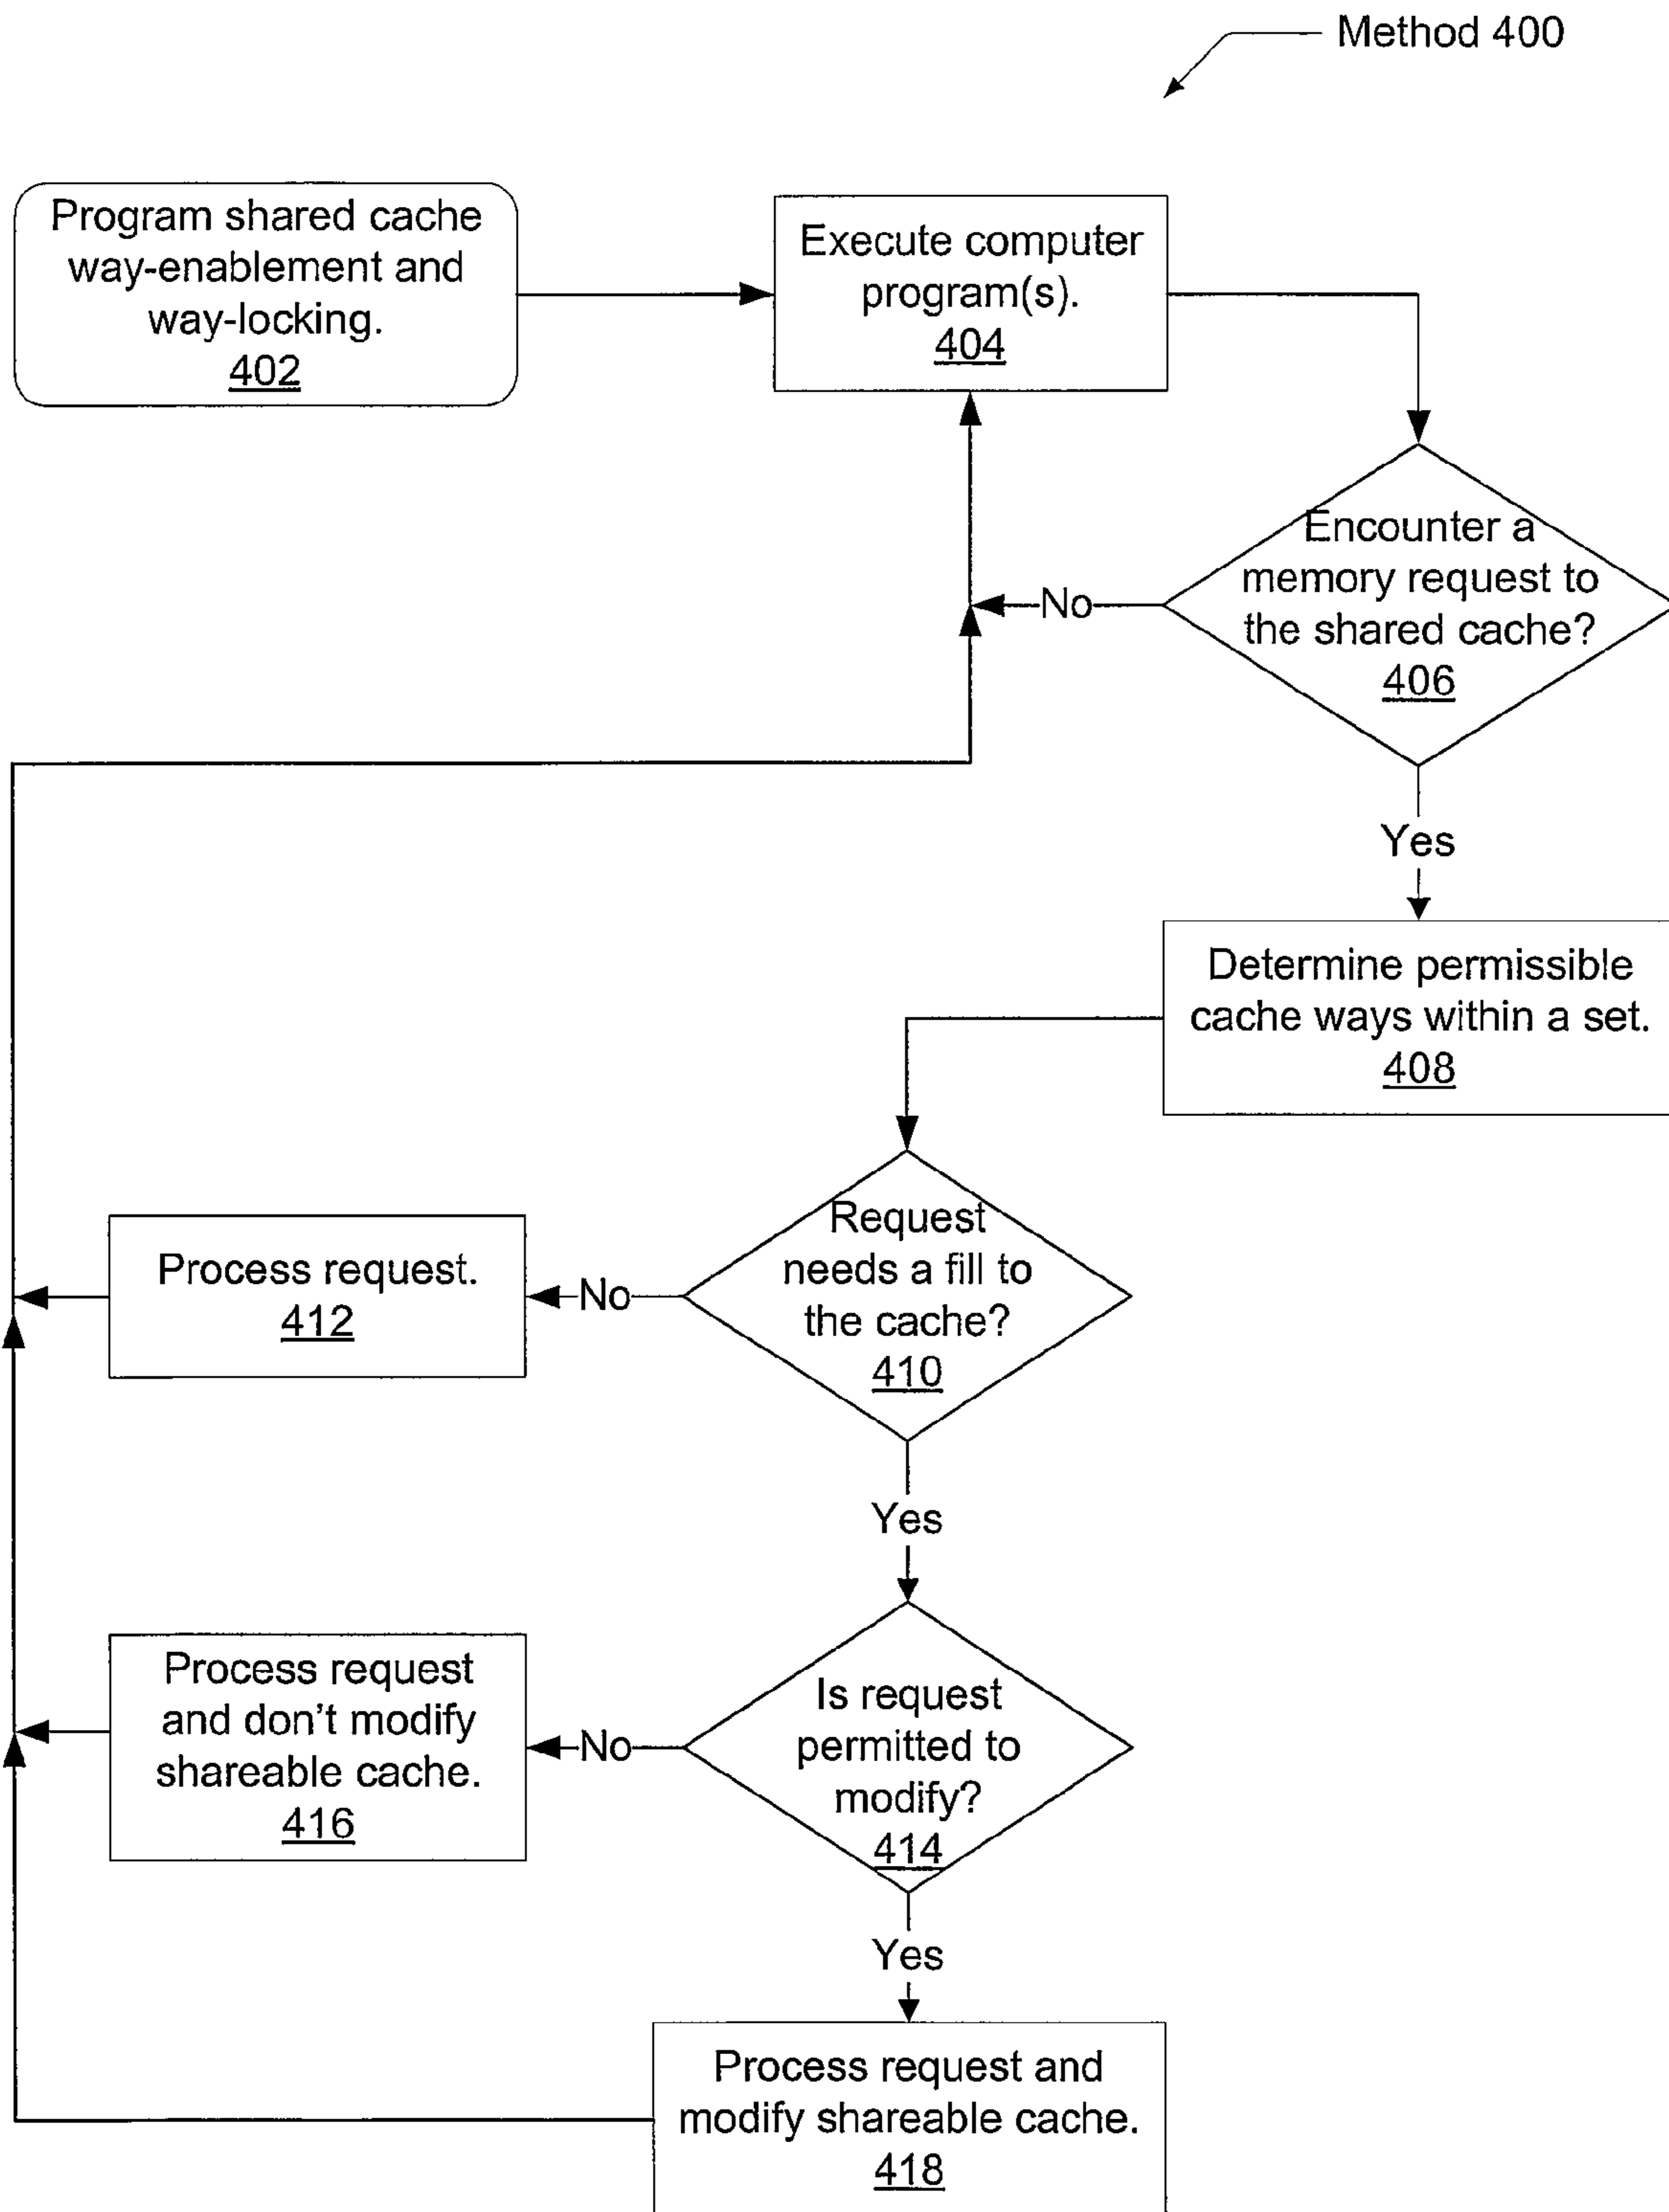 Method 400
Program shared cache
way-enablement and
way-locking.
402
Execute computer
program(s).
404
Encounter a
memory request to
the shared cache?
406
No
Yes
Determine permissible
cache ways within a set.
408
Request
needs a fill to
the cache?
410
No
Process request.
412
Yes
Is request
permitted to
modify?
414
No
Process request
and don't modify
shareable cache.
416
Yes
Process request and
modify shareable cache.
418